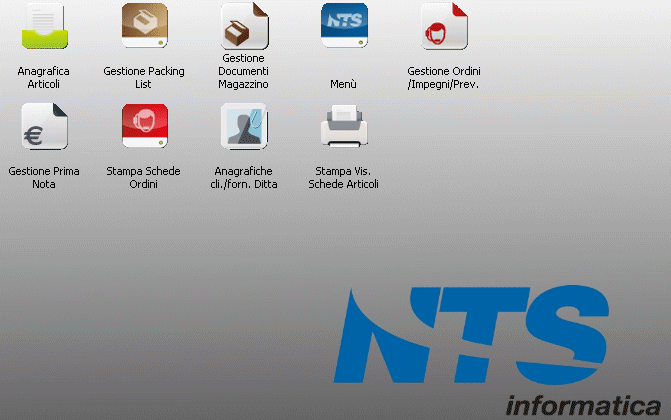 NTS
Anagrafica
Articoli
Gestione Packing
List
Gestione
Documenti
Magazzino
Menù
Gestione Ordini
/Impegni/Prev.
Gestione Prima
Nota
Stampa Schede
Ordini
Anagrafiche
cli./forn. Ditta
Stampa Vis.
Schede Articoli
NTS
informatica